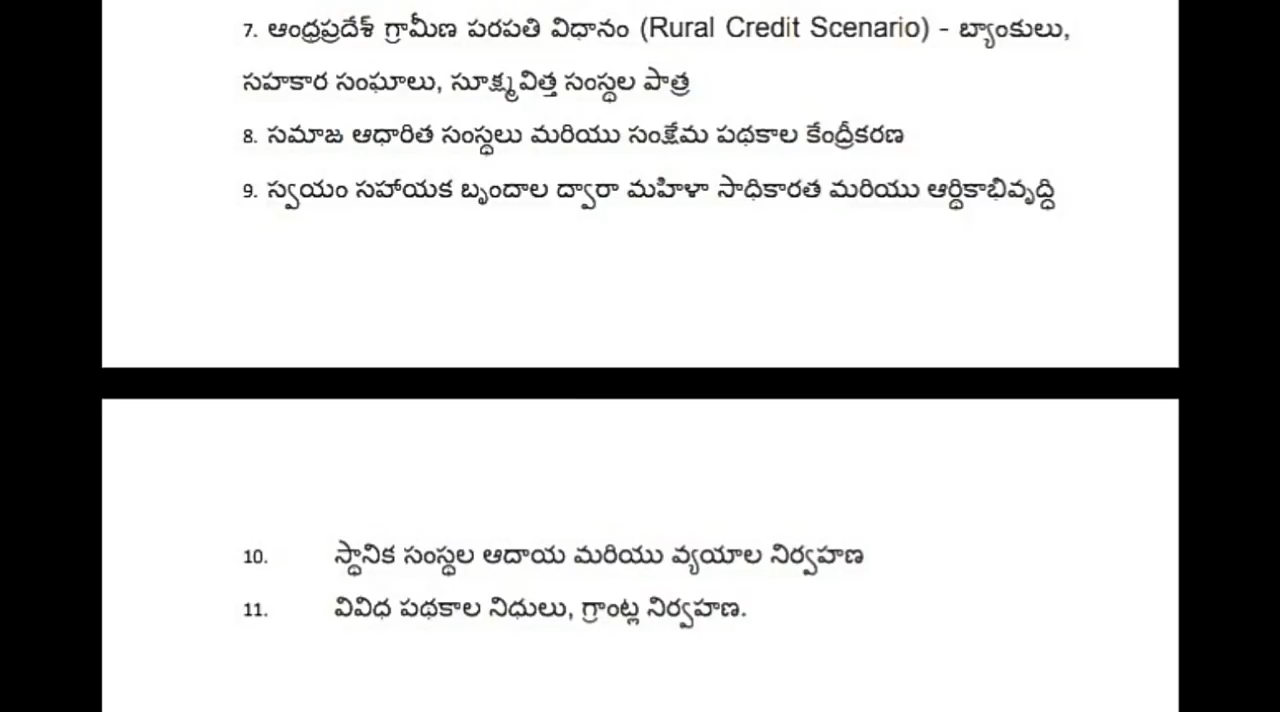 7. ఆంధ్రప్రదేశ్ గ్రామీణ పరపతి విధానం (Rural Credit Scenario) - బ్యాంకులు,
సహకార సంఘాలు, సూక్ష్మవిత్త సంస్థల పాత్ర
8. సమాజ ఆధారిత సంస్థలు మరియు సంక్షేమ పథకాల కేంద్రీకరణ
9. స్వయం సహాయక బృందాల ద్వారా మహిళా సాధికారత మరియు ఆర్థికాభివృద్ధి
10. స్థానిక సంస్థల ఆదాయ మరియు వ్యయాల నిర్వహణ
11. వివిధ పథకాల నిధులు, గ్రాంట్ల నిర్వహణ.